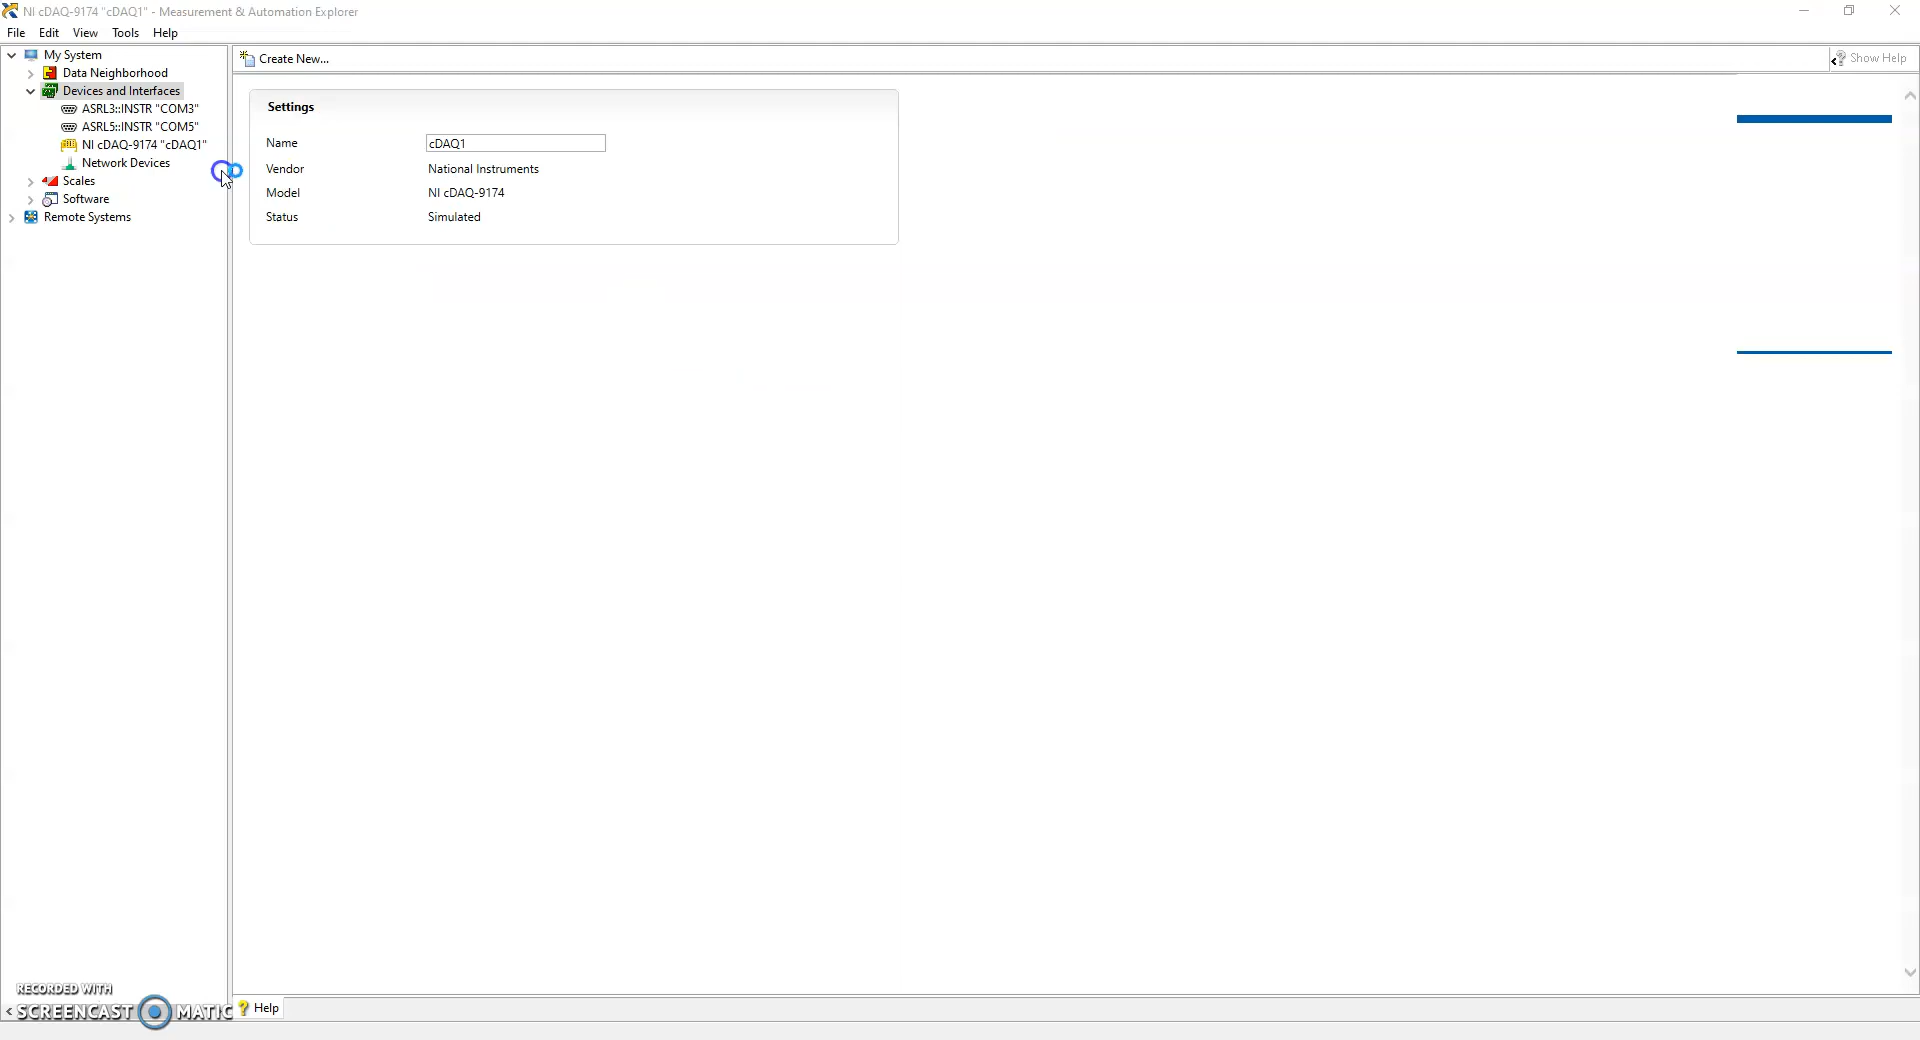 NI cDAQ-9174 "cDAQ1" - Measurement & Automation Explorer
File Edit View Tools Help
My System
Data Neighborhood
Devices and Interfaces
ASRL3::INSTR "COM3"
ASRL5::INSTR "COM5"
NI cDAQ-9174 "cDAQ1"
Network Devices
Scales
Software
Remote Systems
Create New...
Show Help
Settings
Name cDAQ1
Vendor National Instruments
Model NI cDAQ-9174
Status Simulated
RECORDED WITH
SCREENCAST MATIC
Help